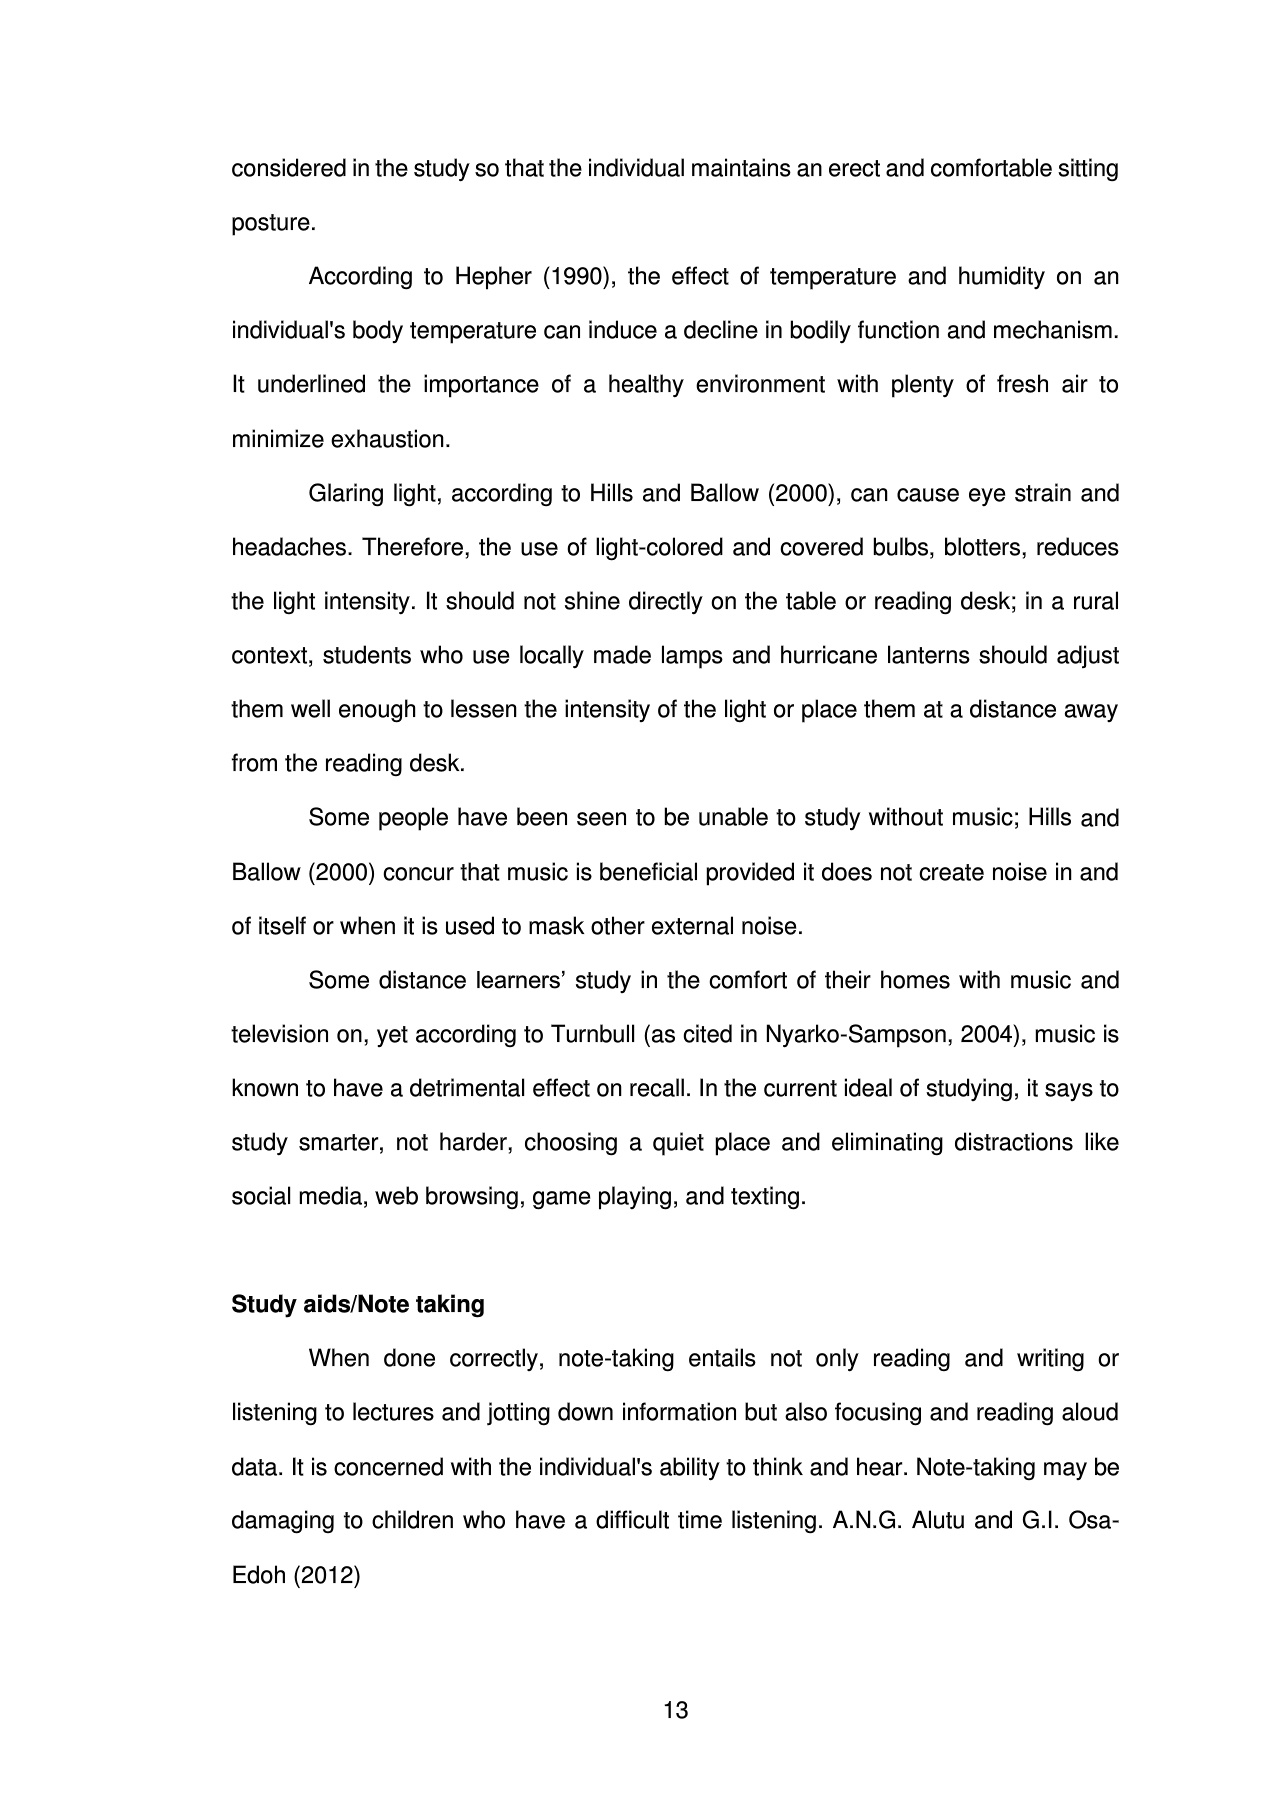 considered in the study so that the individual maintains an erect and comfortable sitting
posture.
According to Hepher (1990), the effect of temperature and humidity on an
individual's body temperature can induce a decline in bodily function and mechanism.
It underlined the importance of a healthy environment with plenty of fresh air to
minimize exhaustion.
Glaring light, according to Hills and Ballow (2000), can cause eye strain and
headaches. Therefore, the use of light-colored and covered bulbs, blotters, reduces
the light intensity. It should not shine directly on the table or reading desk; in a rural
context, students who use locally made lamps and hurricane lanterns should adjust
them well enough to lessen the intensity of the light or place them at a distance away
from the reading desk.
Some people have been seen to be unable to study without music; Hills and
Ballow (2000) concur that music is beneficial provided it does not create noise in and
of itself or when it is used to mask other external noise.
Some distance learners’ study in the comfort of their homes with music and
television on, yet according to Turnbull (as cited in Nyarko-Sampson, 2004), music is
known to have a detrimental effect on recall. In the current ideal of studying, it says to
study smarter, not harder, choosing a quiet place and eliminating distractions like
social media, web browsing, game playing, and texting.
Study aids/Note taking
When done correctly, note-taking entails not only reading and writing or
listening to lectures and jotting down information but also focusing and reading aloud
data. It is concerned with the individual's ability to think and hear. Note-taking may be
damaging to children who have a difficult time listening. A.N.G. Alutu and G.I. Osa-
Edoh (2012)
13